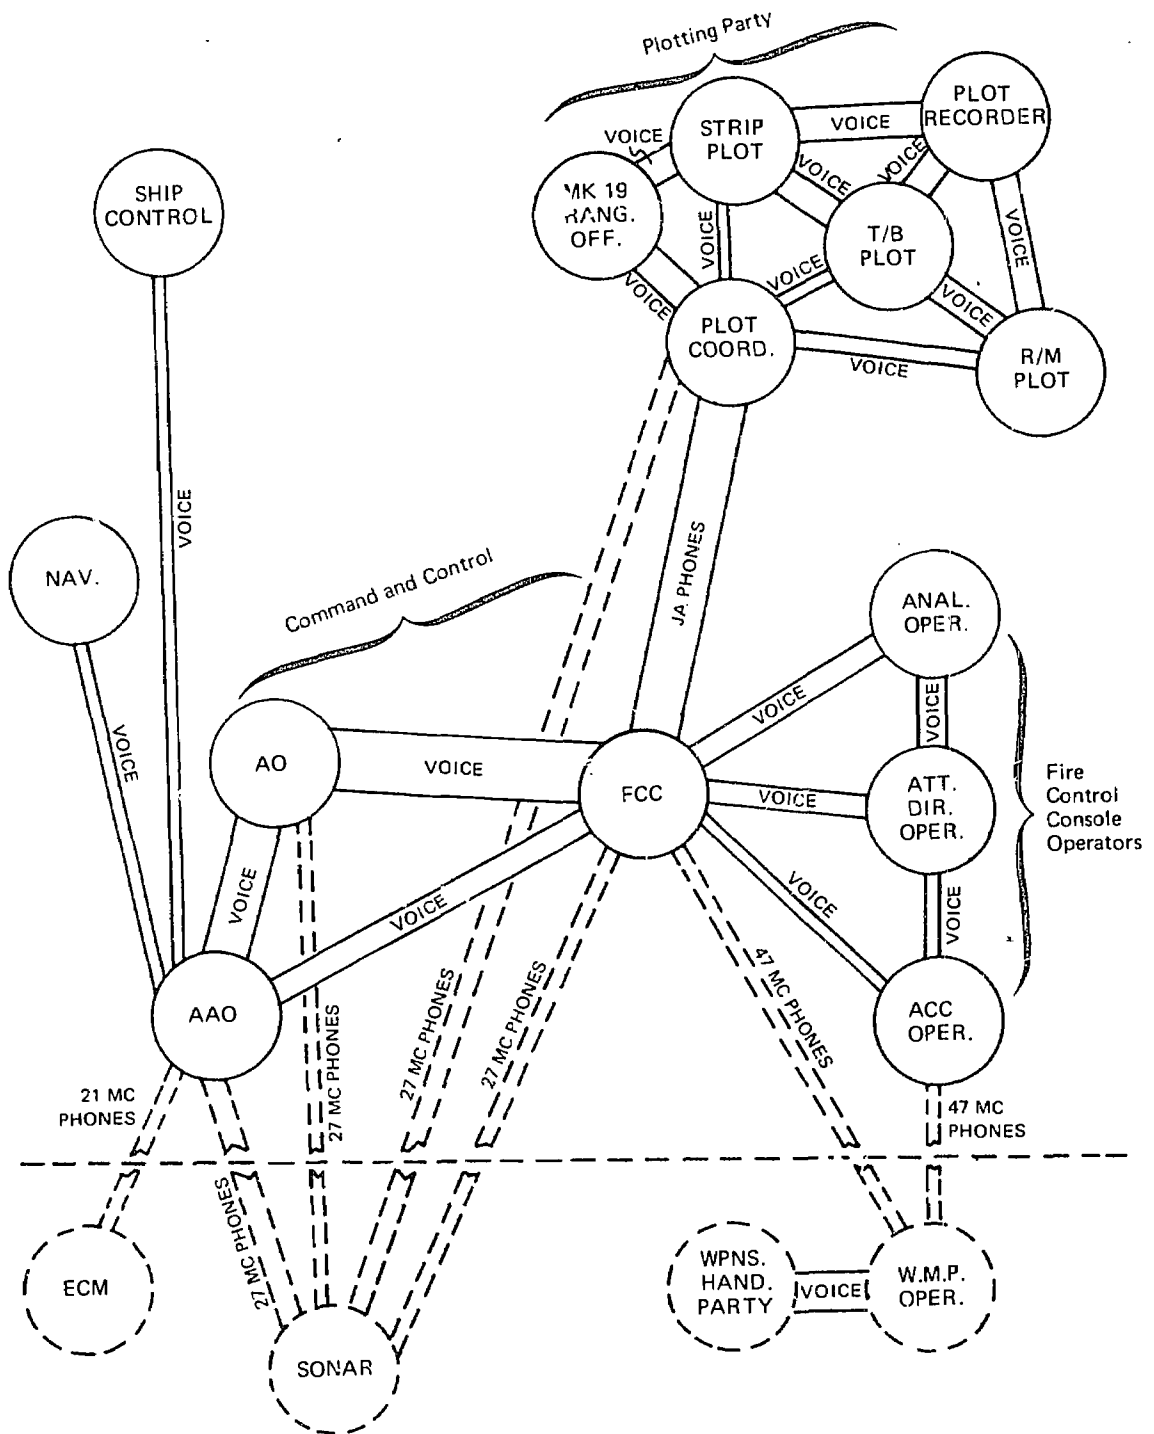 Plotting Party
PLOT
RECORDER
STRIP
PLOT
VOICE
VOICE
VOICE
VOICE
MK 19
RANG.
OFF.
T/B
PLOT
VOICE
VOICE
VOICE
VOICE
VOICE
PLOT
COORD.
R/M
PLOT
VOICE
SHIP
CONTROL
VOICE
NAV.
VOICE
Command and Control
JA PHONES
ANAL.
OPER.
VOICE
VOICE
AO
VOICE
FCC
VOICE
ATT.
DIR.
OPER.
Fire
Control
Console
Operators
VOICE
VOICE
VOICE
VOICE
AAO
ACC
OPER.
27 MC PHONES
27 MC PHONES
27 MC PHONES
47 MC PHONES
21 MC
PHONES
47 MC
PHONES
27 MC PHONES
ECM
SONAR
WPNS.
HAND.
PARTY
VOICE
W.M.P.
OPER.